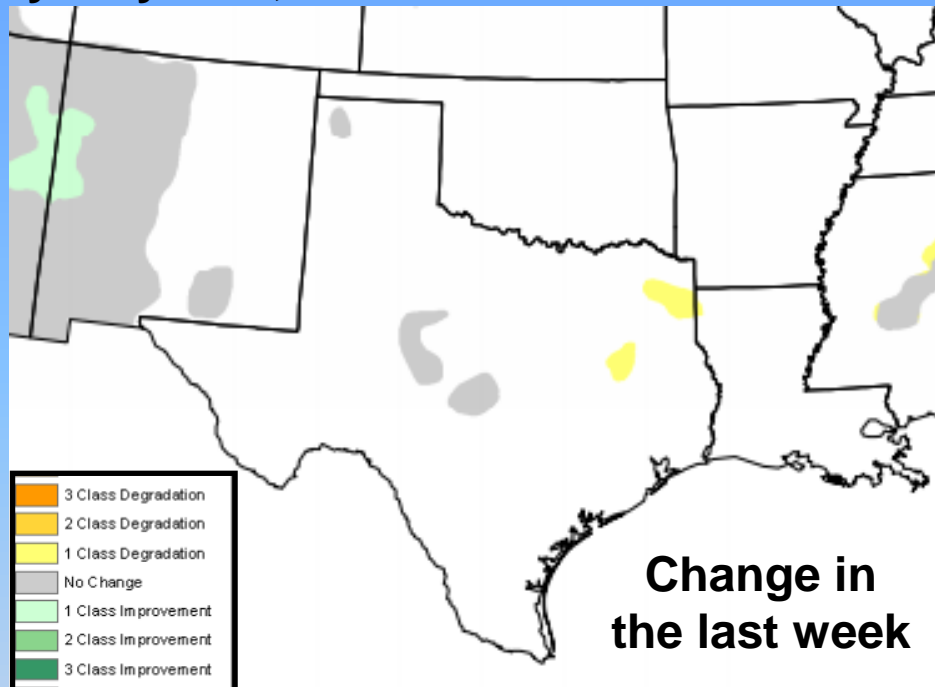 3 Class Degradation
2 Class Degradation
1 Class Degradation
No Change
1 Class Improvement
2 Class Improvement
3 Class Improvement
Change in
the last week